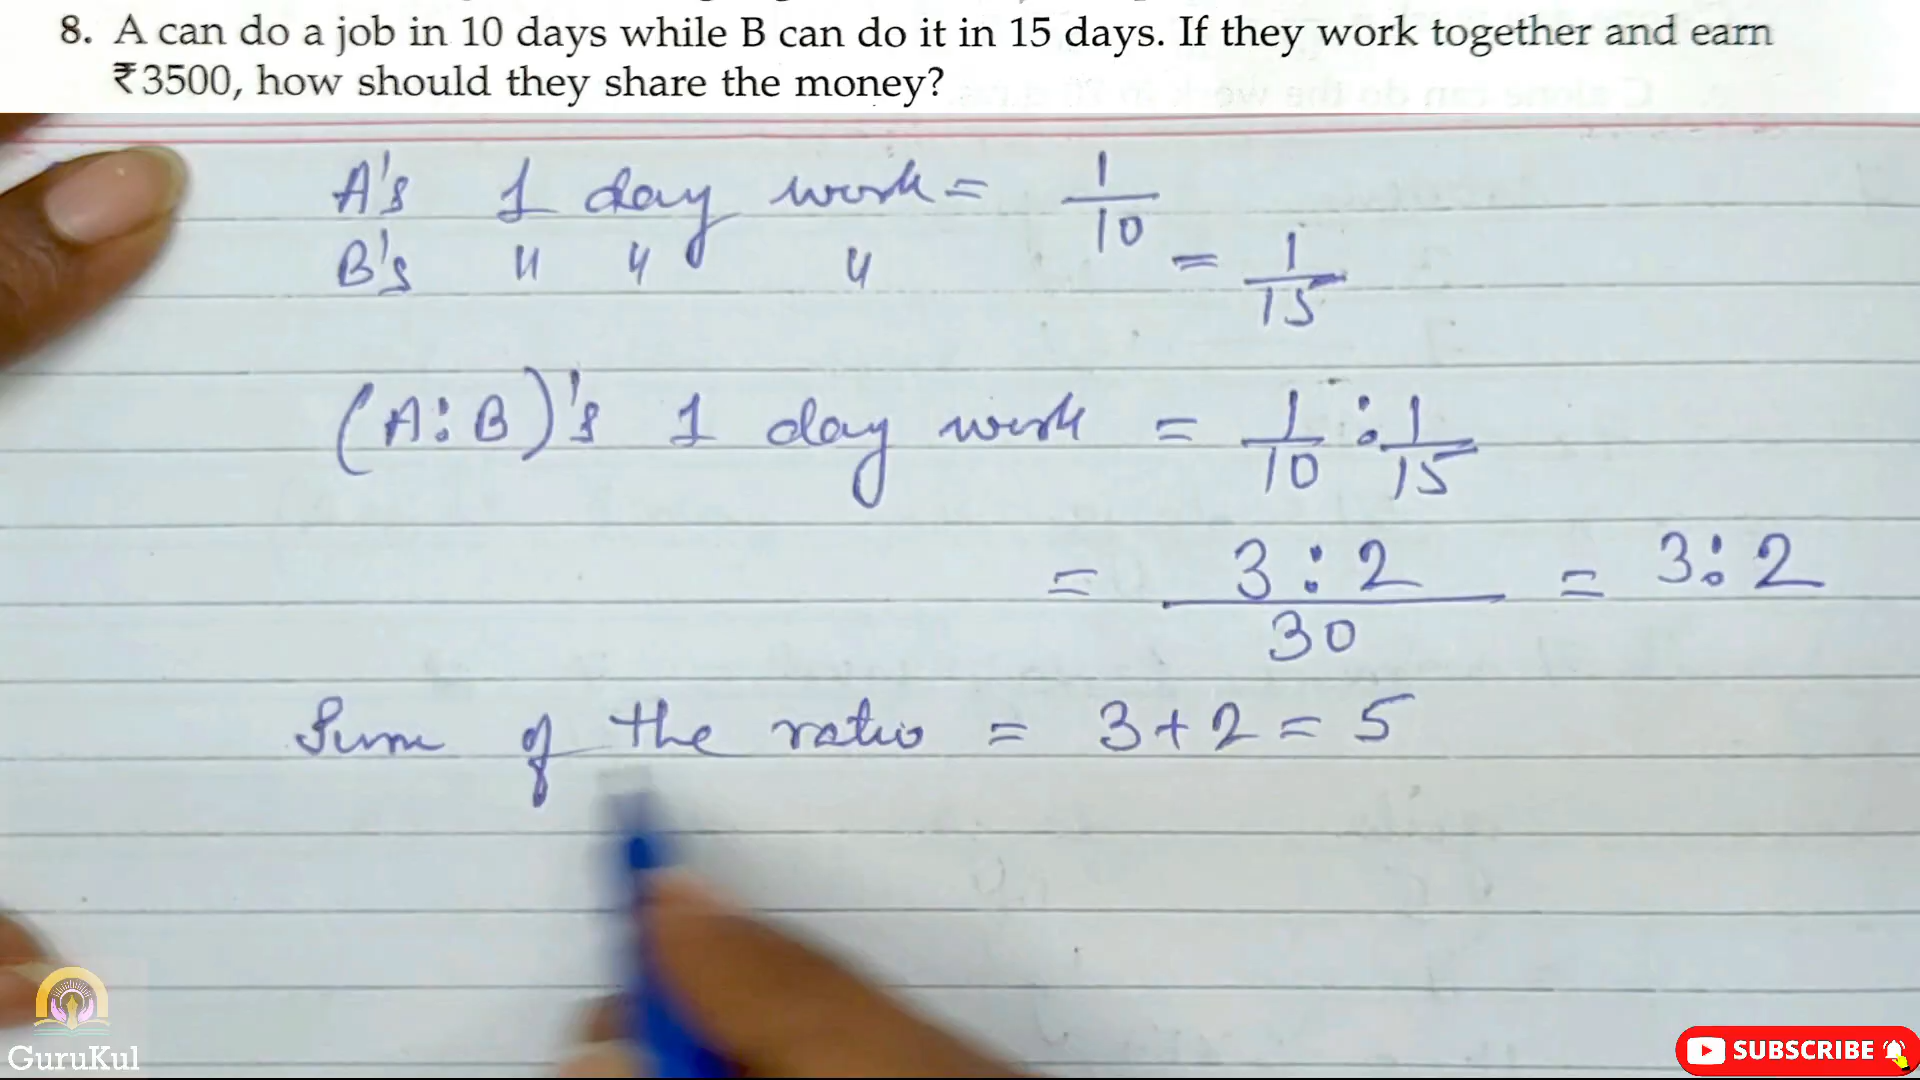 8. A can do a job in 10 days while B can do it in 15 days. If they work together and earn
₹3500, how should they share the money?
A's 1 day work = 1/10
B's " " " = 1/15
(A:B)'s 1 day work = 1/10 : 1/15
= 3:2/30 = 3:2
Sum of the ratio = 3+2 = 5
GuruKul
SUBSCRIBE